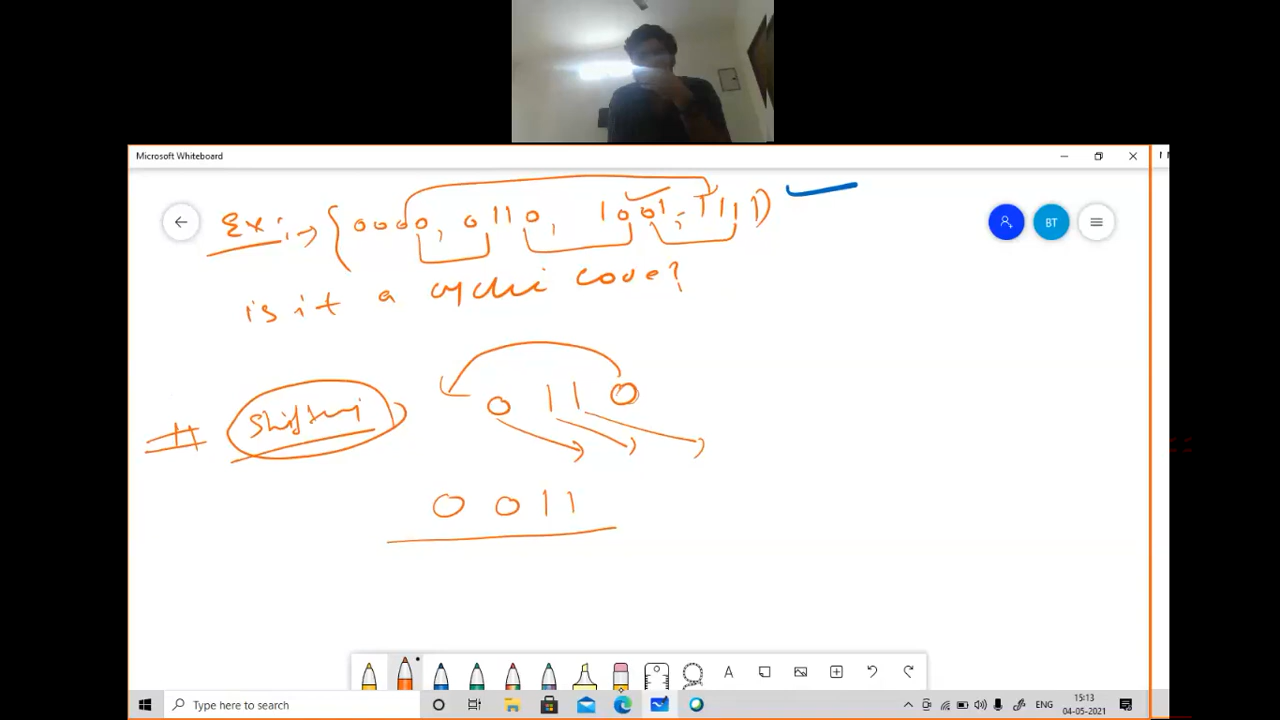 Microsoft Whiteboard
Ex:→ {0000, 0110, 1001, 1111}
is it a cyclic code?
BT
# Shifting
0 1 1 0
0 0 1 1
A
Type here to search
ENG
15:13
04-05-2021